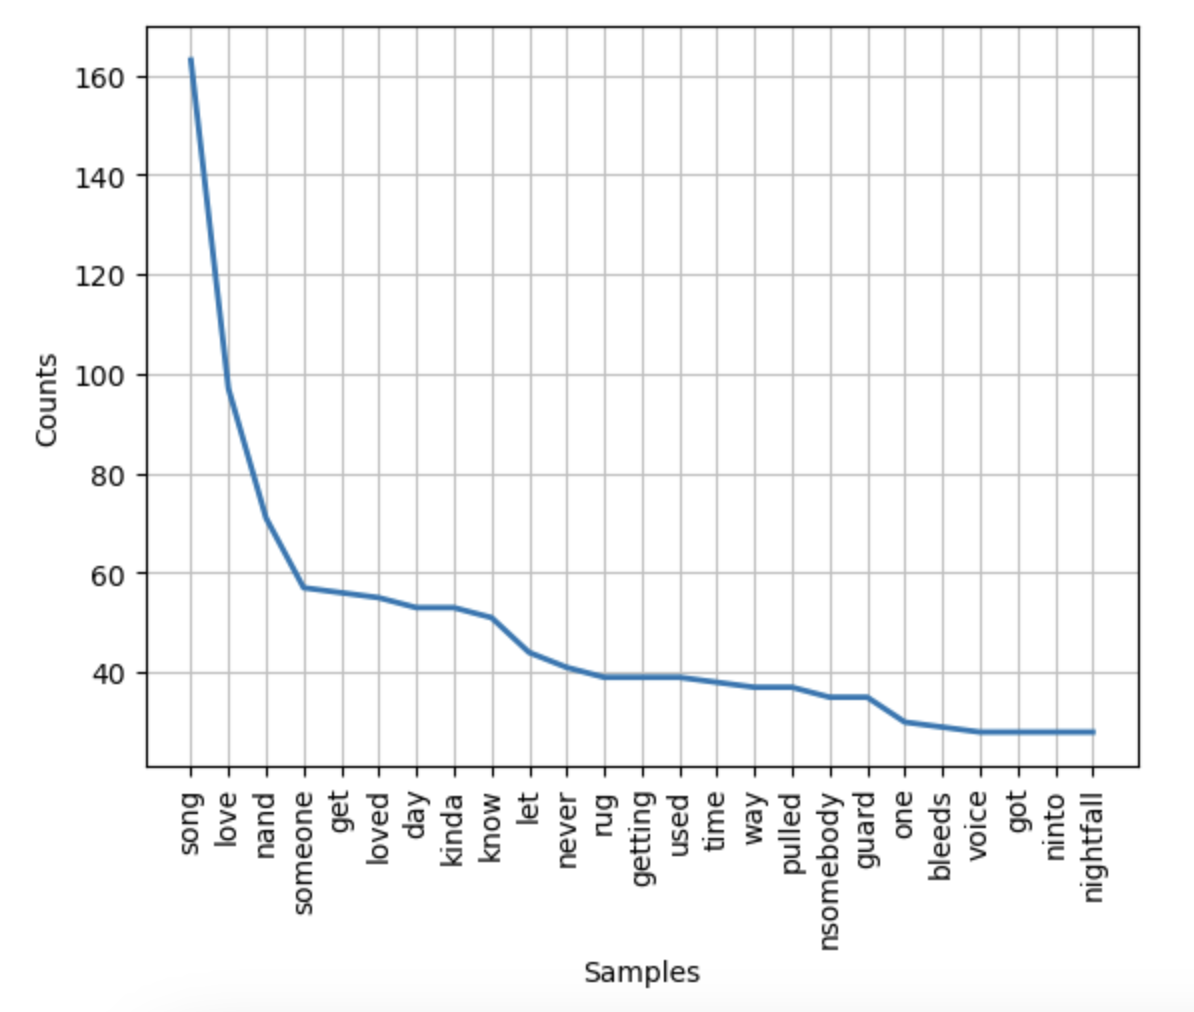 160
140
120
100
80
60
40
Counts
song
love
nand
someone
get
loved
day
kinda
know
let
never
rug
getting
used
time
way
pulled
nsomebody
guard
one
bleeds
voice
got
ninto
nightfall
Samples